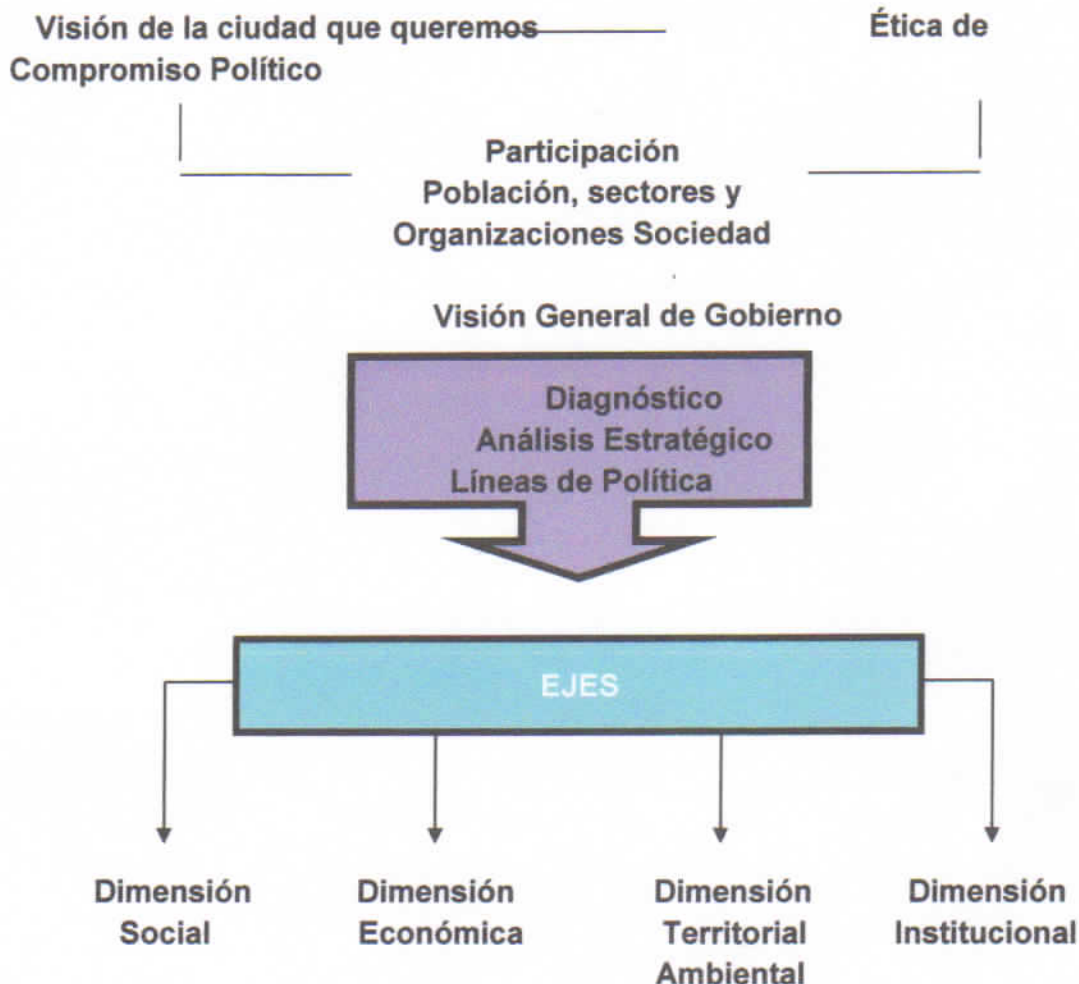 Visión de la ciudad que queremos Ética de
Compromiso Político
Participación
Población, sectores y
Organizaciones Sociedad
Visión General de Gobierno
Diagnóstico
Análisis Estratégico
Líneas de Política
EJES
Dimensión Dimensión Dimensión Dimensión
Social Económica Territorial Institucional
Ambiental